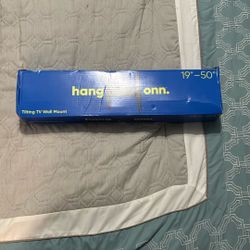 hang onn.
19"–50"
Tilting TV Wall Mount